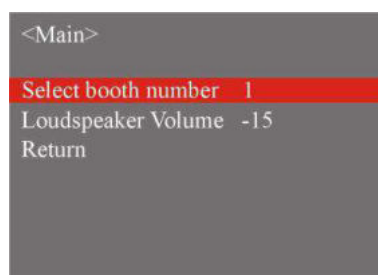 <Main>
Select booth number 1
Loudspeaker Volume -15
Return